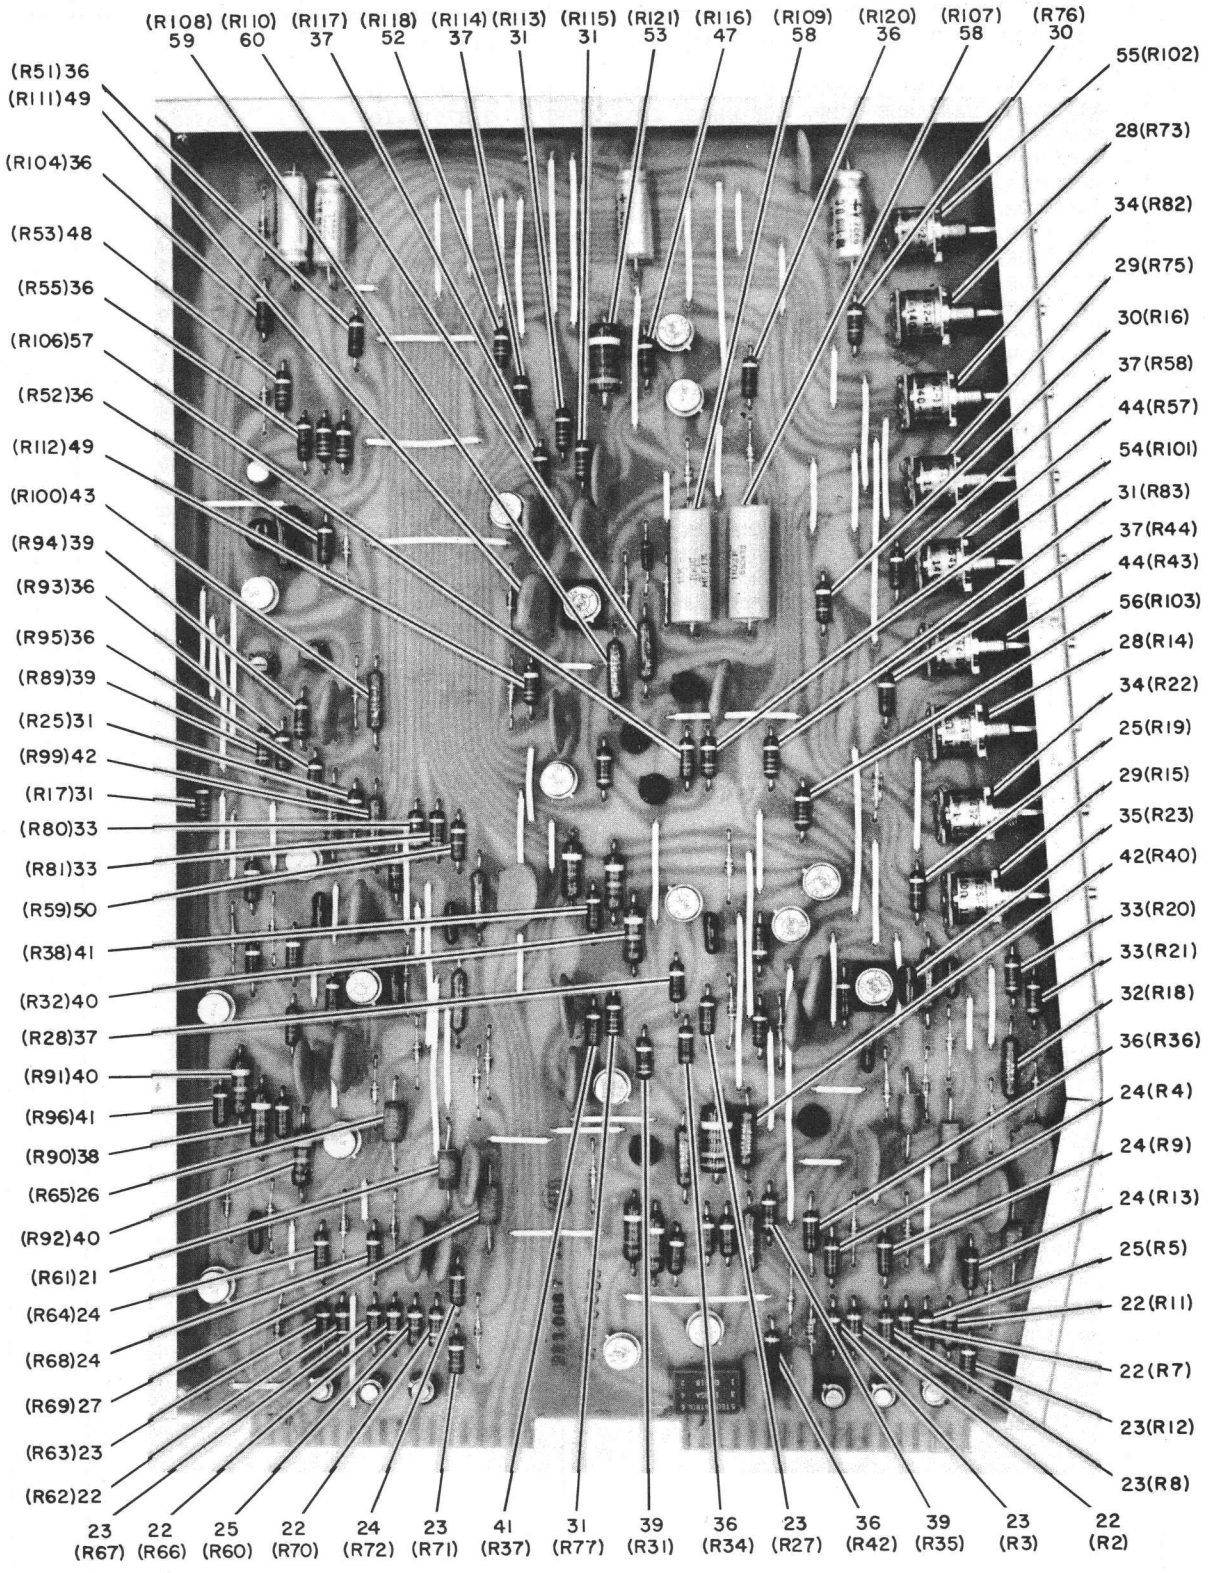 (R108) (R110) (R117) (R118) (R114) (R113) (R115) (R121) (R116) (R109) (R120) (R107) (R76)
59 60 37 52 37 31 31 53 47 58 36 58 30
(R51)36
(R111)49
(R104)36
(R53)48
(R55)36
(R106)57
(R52)36
(R112)49
(R100)43
(R94)39
(R93)36
(R95)36
(R89)39
(R25)31
(R99)42
(R17)31
(R80)33
(R81)33
(R59)50
(R38)41
(R32)40
(R28)37
(R91)40
(R96)41
(R90)38
(R65)26
(R92)40
(R61)21
(R64)24
(R68)24
(R69)27
(R63)23
(R62)22
55(R102)
28(R73)
34(R82)
29(R75)
30(R16)
37(R58)
44(R57)
54(R101)
31(R83)
37(R44)
44(R43)
56(R103)
28(R14)
34(R22)
25(R19)
29(R15)
35(R23)
42(R40)
33(R20)
33(R21)
32(R18)
36(R36)
24(R4)
24(R9)
24(R13)
25(R5)
22(R11)
22(R7)
23(R12)
23(R8)
23 22 25 22 24 23 41 31 39 36 23 36 39 23 22
(R67) (R66) (R60) (R70) (R72) (R71) (R37) (R77) (R31) (R34) (R27) (R42) (R35) (R3) (R2)